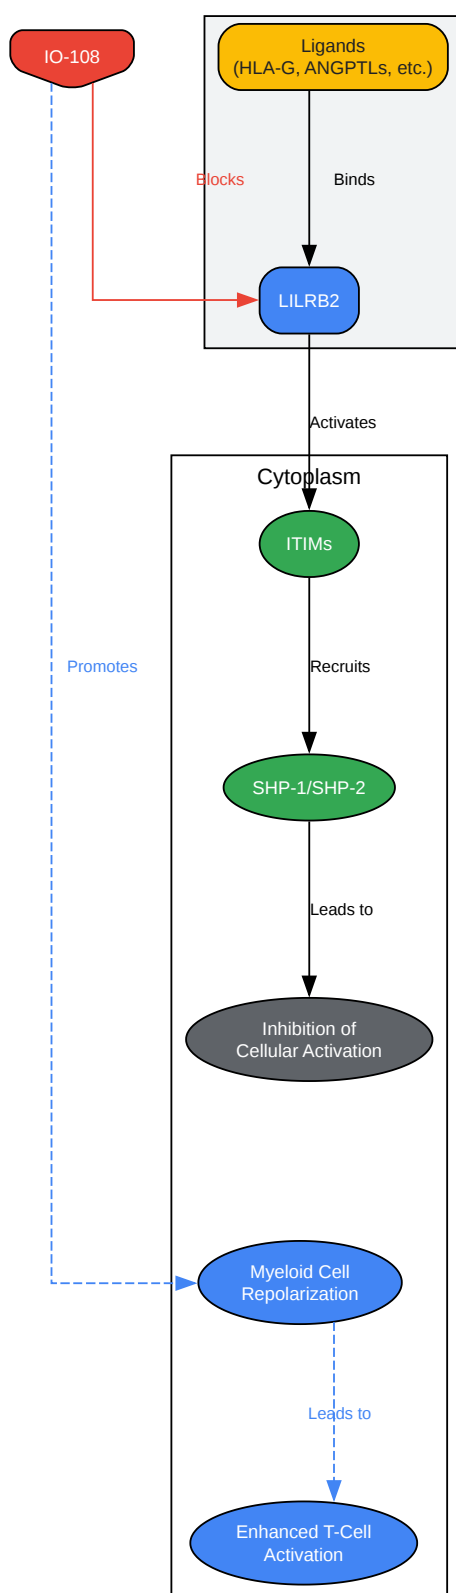 IO-108
Ligands
(HLA-G, ANGPTLs, etc.)
Blocks
Binds
LILRB2
Activates
Cytoplasm
ITIMs
Promotes
Recruits
SHP-1/SHP-2
Leads to
Inhibition of
Cellular Activation
Myeloid Cell
Repolarization
Leads to
Enhanced T-Cell
Activation